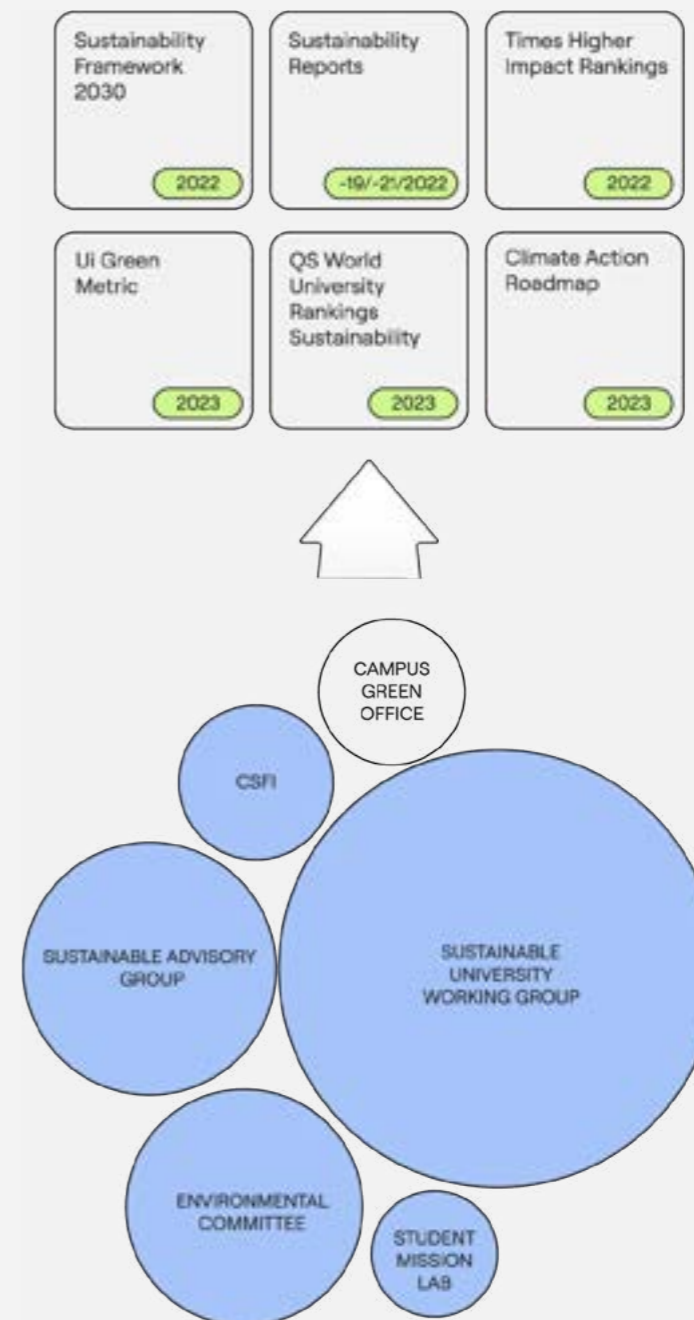 Sustainability
Framework
2030
2022
Sustainability
Reports
-19/-21/2022
Times Higher
Impact Rankings
2022
Ui Green
Metric
2023
QS World
University
Rankings
Sustainability
2023
Climate Action
Roadmap
2023
CAMPUS
GREEN
OFFICE
CSFI
SUSTAINABLE ADVISORY
GROUP
SUSTAINABLE
UNIVERSITY
WORKING GROUP
ENVIRONMENTAL
COMMITTEE
STUDENT
MISSION
LAB